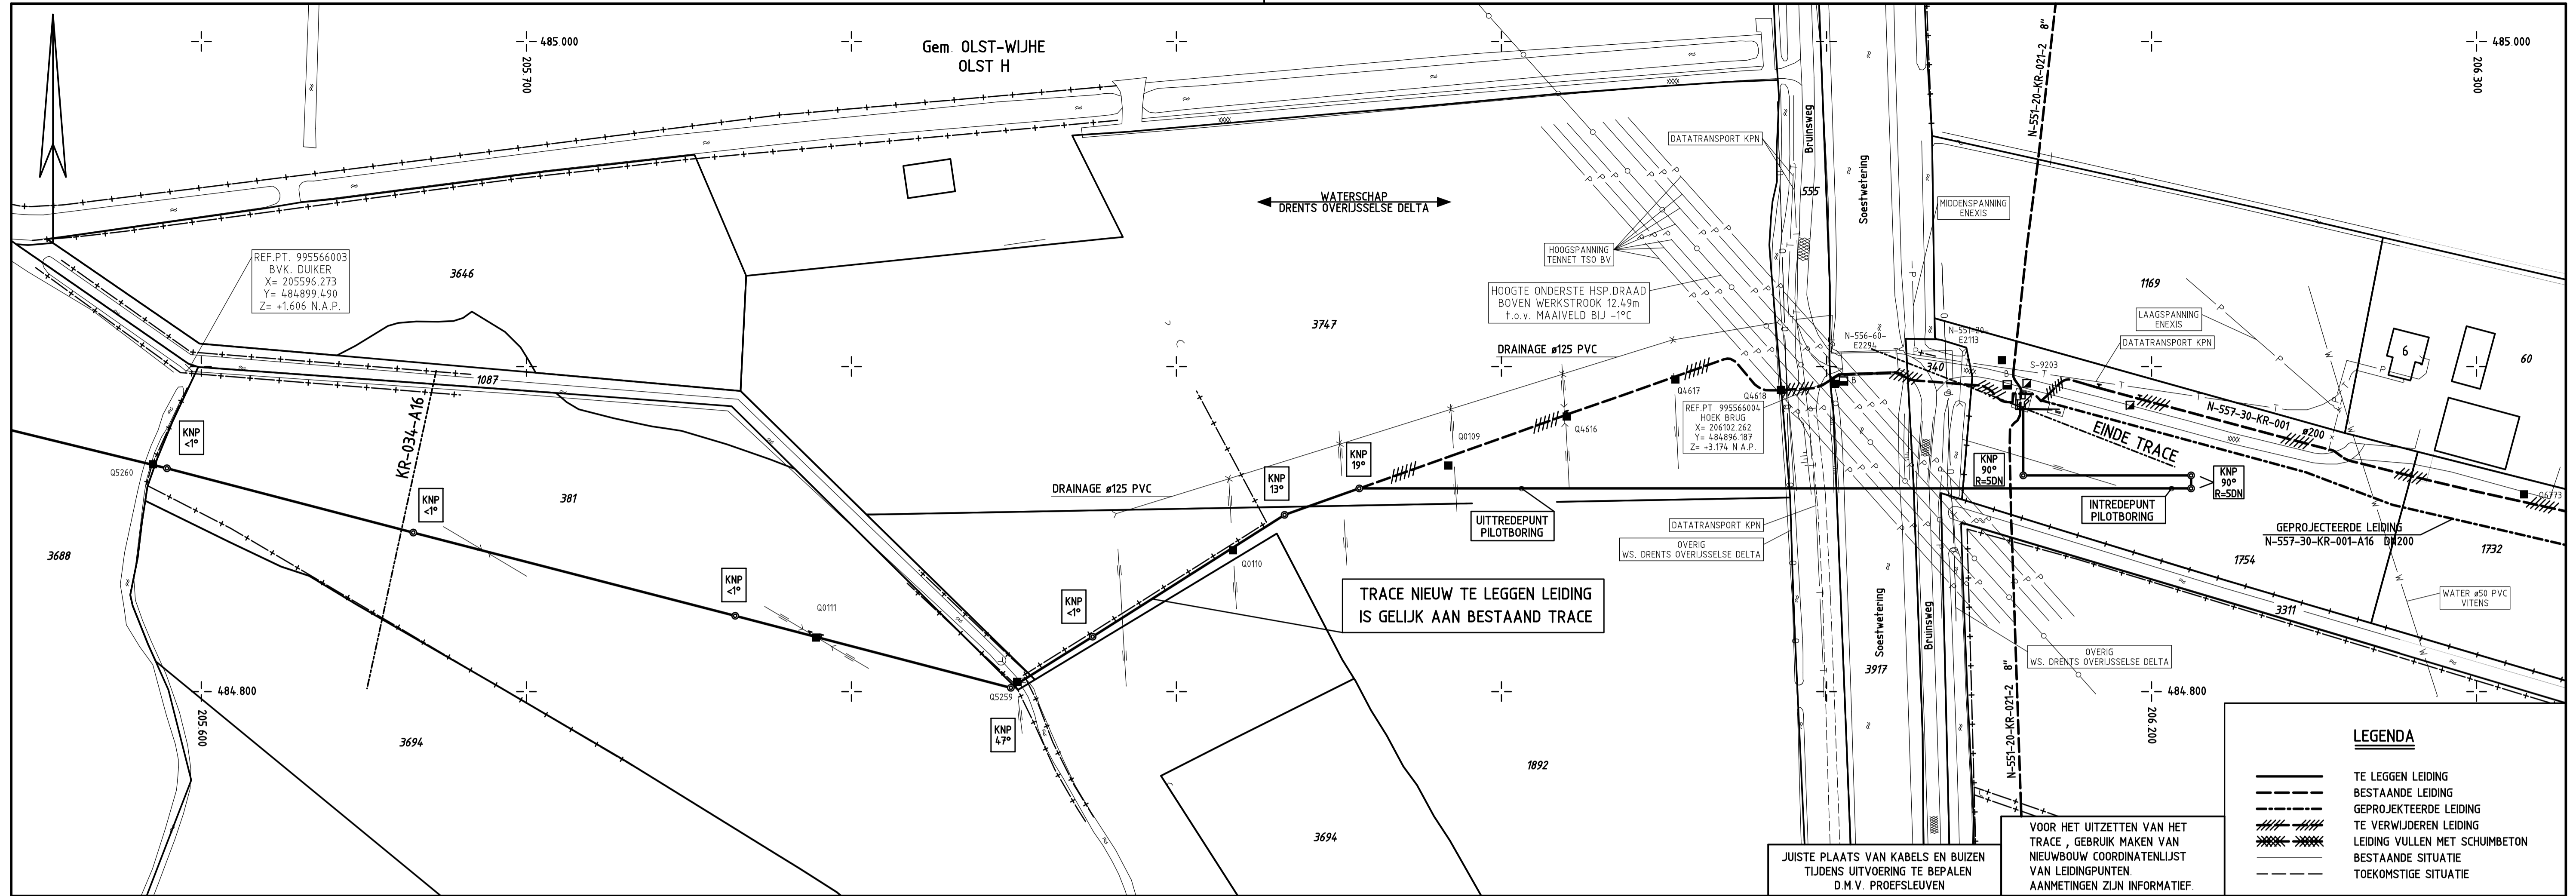 485.000
205.700
Gem. OLST-WIJHE
OLST H
N-551-20-KR-021-2 8"
485.000
206.300
DATATRANSPORT KPN
Bruinsweg
Soestwetering
555
WATERSCHAP
DRENTS OVERIJSSELSE DELTA
MIDDENSPANNING
ENEXIS
HOOGSPANNING
TENNET TSO BV
REF.PT. 995566003
BVK. DUIKER
X= 205596.273
Y= 484899.490
Z= +1.606 N.A.P.
3646
1169
HOOGTE ONDERSTE HSP.DRAAD
BOVEN WERKSTROOK 12.49m
t.o.v. MAAIVELD BIJ -1°C
3747
LAAGSPANNING
ENEXIS
DATATRANSPORT KPN
N-556-60-
E2294
N-551-20-
E2113
DRAINAGE ø125 PVC
S-9203
6
60
1087
340
B
B
Q4617
Q4618
KR-034-A16
REF.PT. 995566004
HOEK BRUG
X= 206102.262
Y= 484896.187
Z= +3.174 N.A.P.
N-557-30-KR-001 ø200
Q4616
EINDE TRACE
KNP
<1°
Q0109
KNP
19°
Q5260
KNP
13°
KNP
90°
R=5DN
KNP
90°
R=5DN
Q6773
KNP
<1°
381
DRAINAGE ø125 PVC
UITTREDEPUNT
PILOTBORING
INTREDEPUNT
PILOTBORING
DATATRANSPORT KPN
GEPROJECTEERDE LEIDING
N-557-30-KR-001-A16 DN200
OVERIG
WS. DRENTS OVERIJSSELSE DELTA
3688
1732
1754
Q0110
KNP
<1°
Q0111
KNP
<1°
TRACE NIEUW TE LEGGEN LEIDING
IS GELIJK AAN BESTAAND TRACE
WATER ø50 PVC
VITENS
3311
Soestwetering
Bruinsweg
OVERIG
WS. DRENTS OVERIJSSELSE DELTA
3917
N-551-20-KR-021-2 8"
484.800
205.600
Q5259
484.800
206.200
KNP
47°
3694
1892
3694
LEGENDA
TE LEGGEN LEIDING
BESTAANDE LEIDING
GEPROJEKTEERDE LEIDING
TE VERWIJDEREN LEIDING
LEIDING VULLEN MET SCHUIMBETON
BESTAANDE SITUATIE
TOEKOMSTIGE SITUATIE
JUISTE PLAATS VAN KABELS EN BUIZEN
TIJDENS UITVOERING TE BEPALEN
D.M.V. PROEFSLEUVEN
VOOR HET UITZETTEN VAN HET
TRACE , GEBRUIK MAKEN VAN
NIEUWBOUW COORDINATENLIJST
VAN LEIDINGPUNTEN.
AANMETINGEN ZIJN INFORMATIEF.